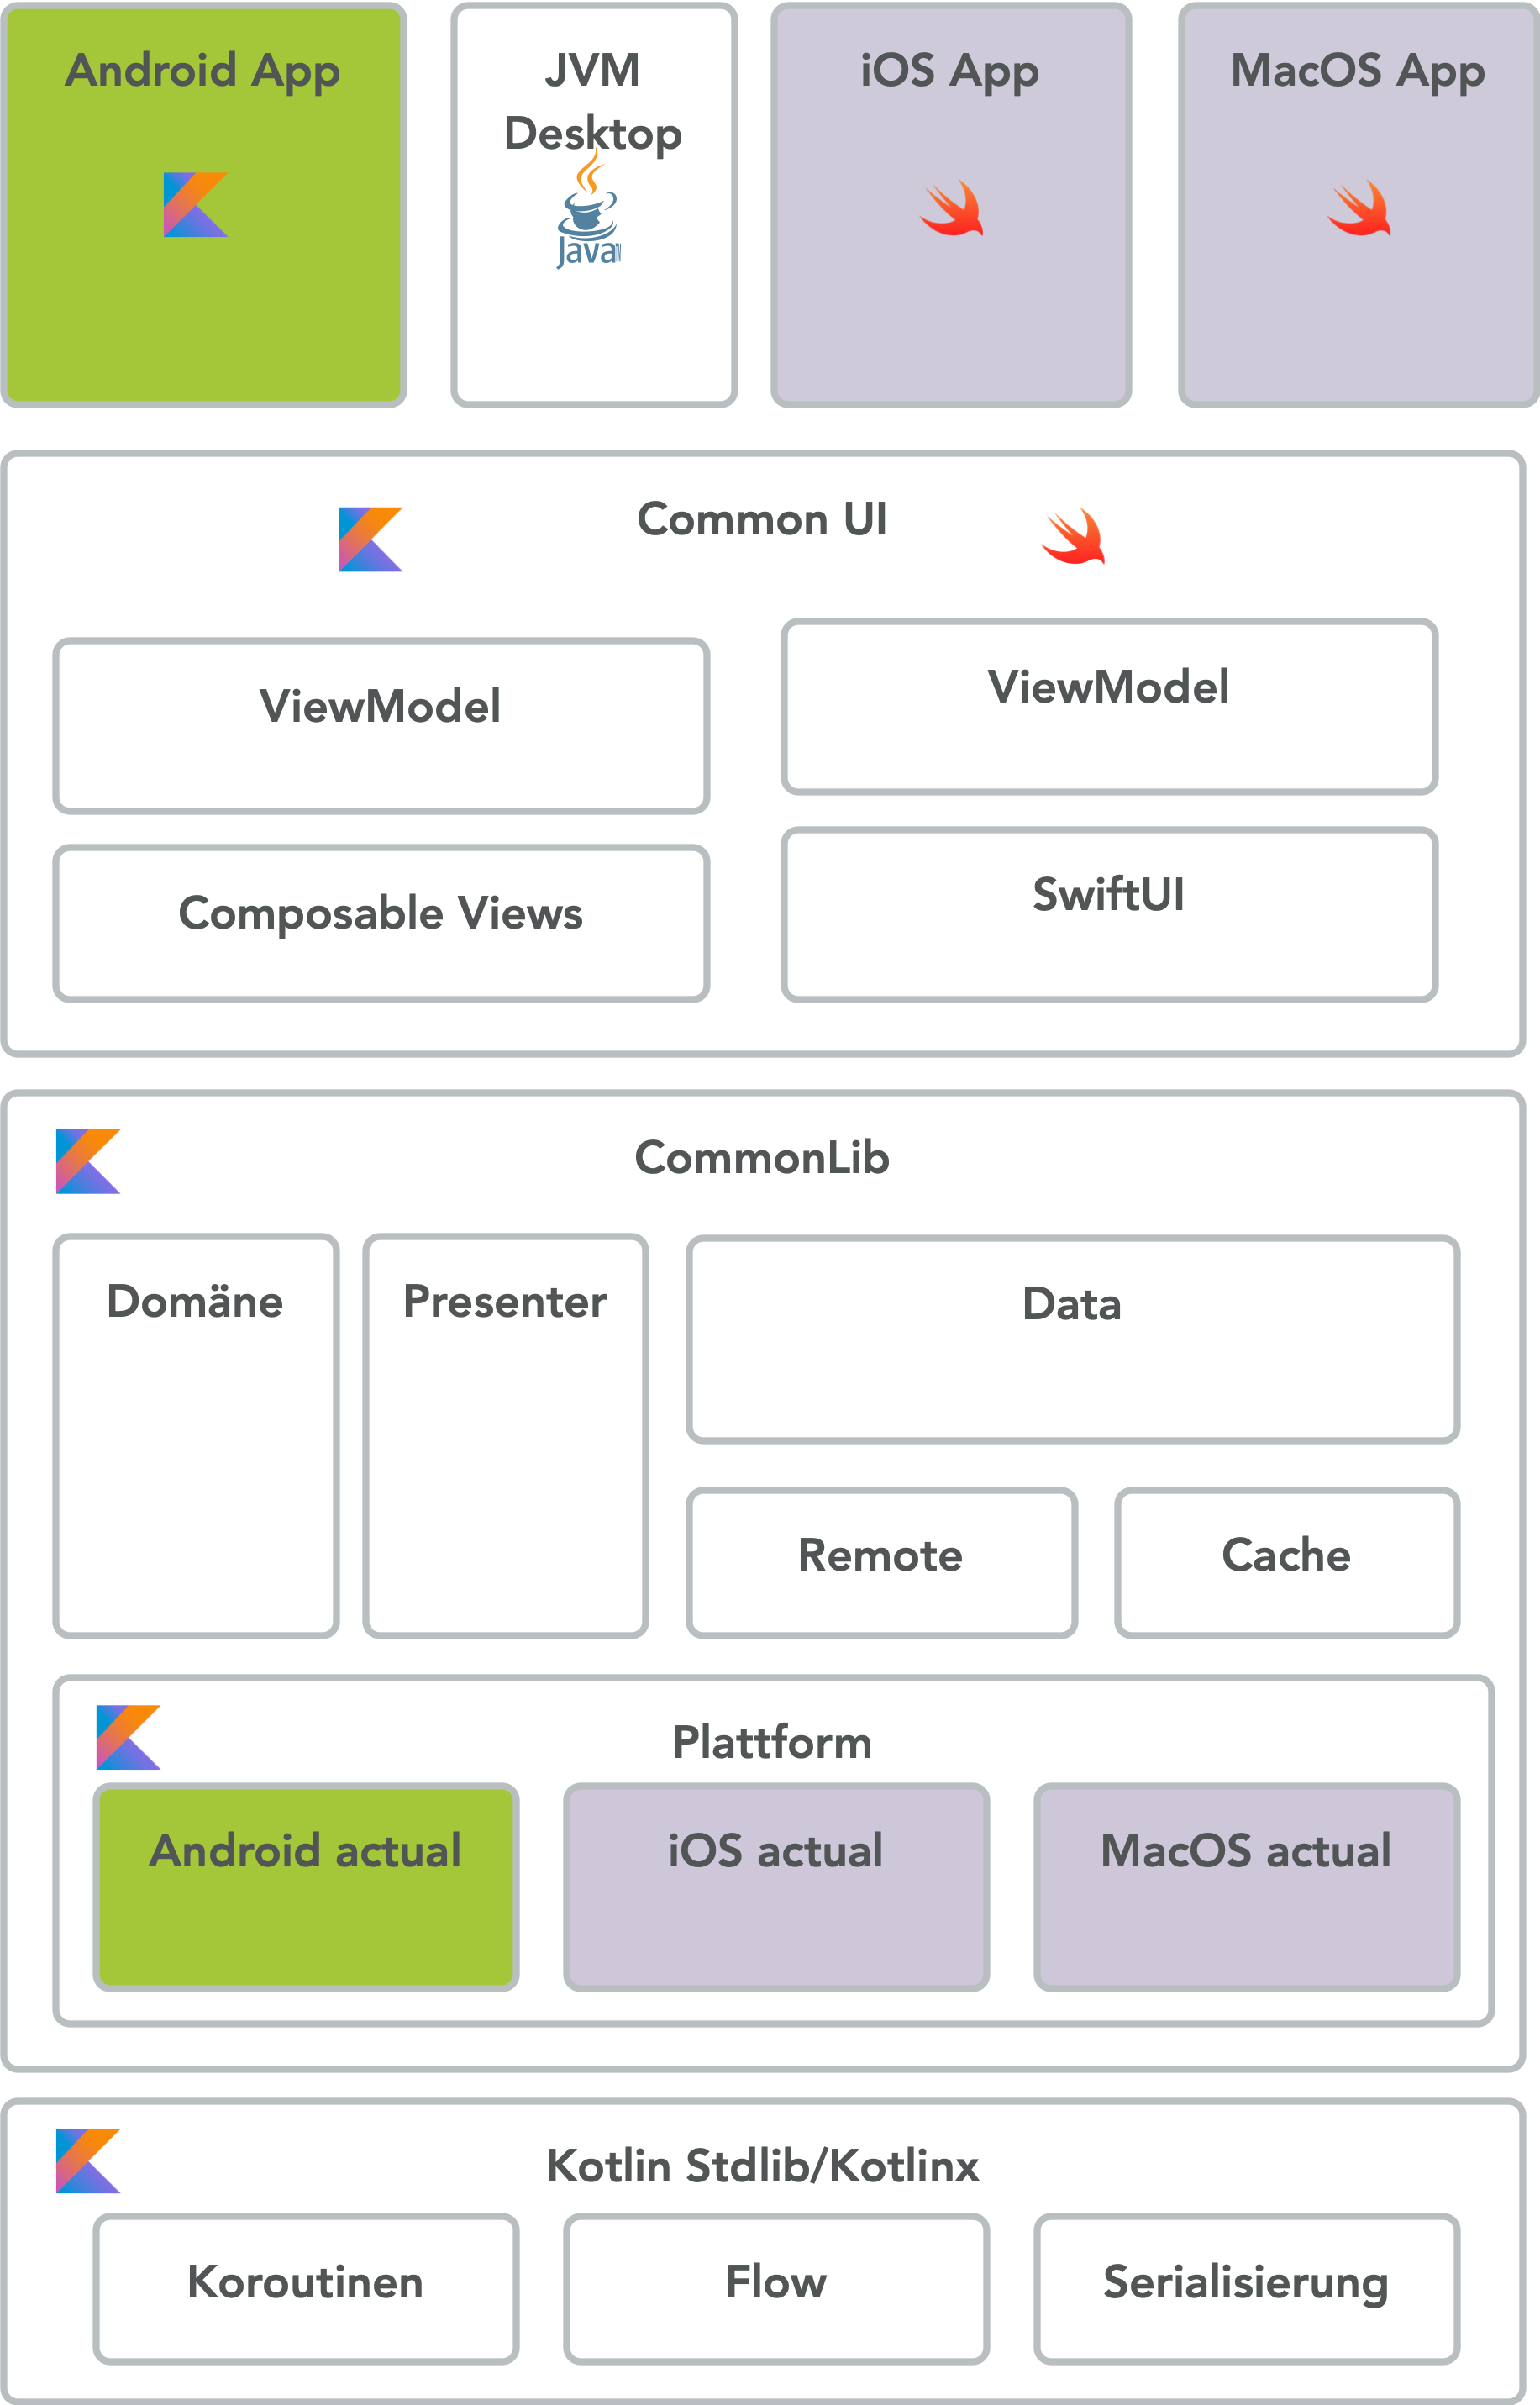 Android App
JVM
Desktop
Java
iOS App
MacOS App
Common UI
ViewModel
ViewModel
Composable Views
SwiftUI
CommonLib
Domäne
Presenter
Data
Remote
Cache
Plattform
Android actual
iOS actual
MacOS actual
Kotlin Stdlib/Kotlinx
Koroutinen
Flow
Serialisierung